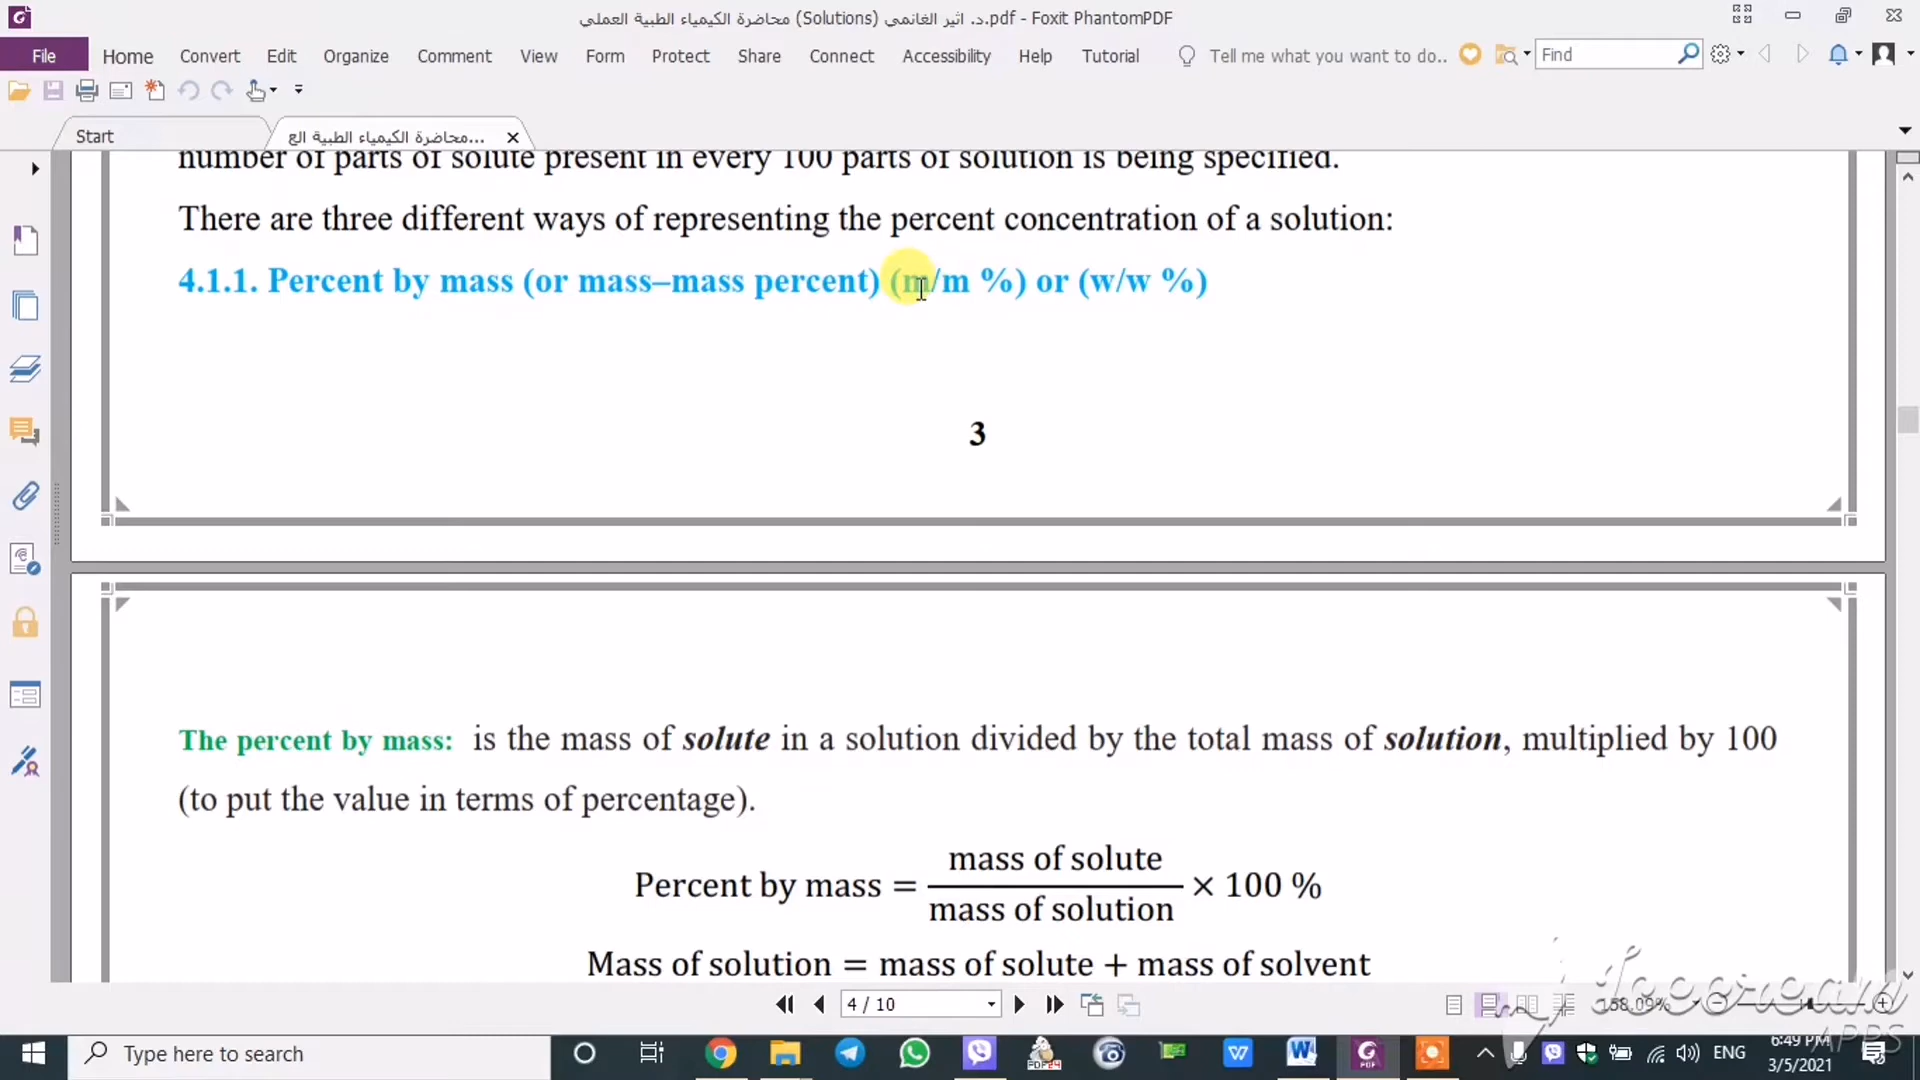 محاضرة الكيمياء الطبية العملي (Solutions) د. اثير الغانمي.pdf - Foxit PhantomPDF
File Home Convert Edit Organize Comment View Form Protect Share Connect Accessibility Help Tutorial Tell me what you want to do.. Find
Start
محاضرة الكيمياء الطبية الع...
number of parts of solute present in every 100 parts of solution is being specified.
There are three different ways of representing the percent concentration of a solution:
4.1.1. Percent by mass (or mass–mass percent) (m/m %) or (w/w %)
3
The percent by mass: is the mass of solute in a solution divided by the total mass of solution, multiplied by 100
(to put the value in terms of percentage).
Percent by mass = mass of solute / mass of solution × 100 %
Mass of solution = mass of solute + mass of solvent
4 / 10
158.09%
APPS
Type here to search
ENG
6:49 PM
3/5/2021